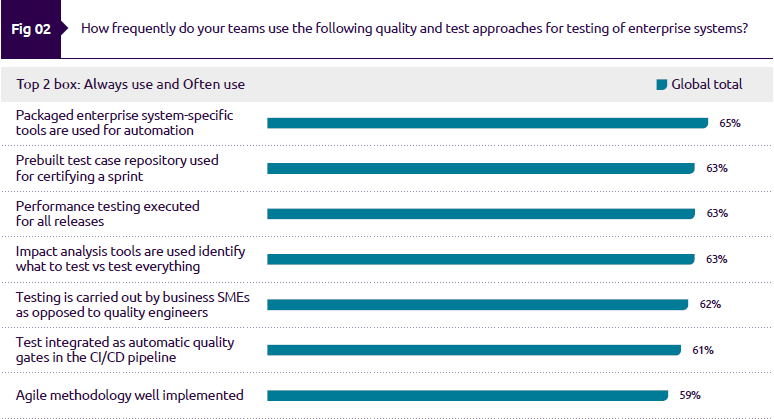 Fig 02
How frequently do your teams use the following quality and test approaches for testing of enterprise systems?
Top 2 box: Always use and Often use
Global total
Packaged enterprise system-specific
tools are used for automation
65%
Prebuilt test case repository used
for certifying a sprint
63%
Performance testing executed
for all releases
63%
Impact analysis tools are used identify
what to test vs test everything
63%
Testing is carried out by business SMEs
as opposed to quality engineers
62%
Test integrated as automatic quality
gates in the CI/CD pipeline
61%
Agile methodology well implemented
59%